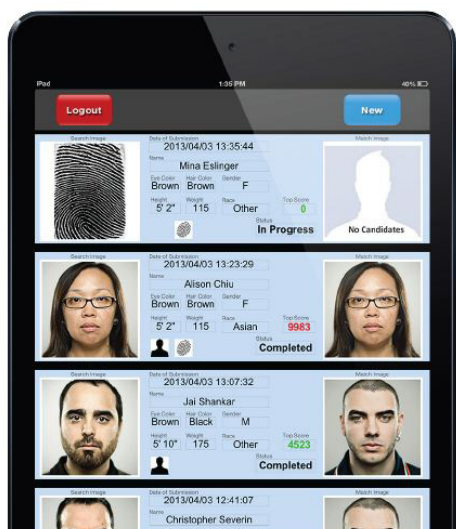 iPad 1:35 PM 40%
Logout New
Search Image Date of Submission Match Image
2013/04/03 13:35:44
Name
Mina Eslinger
Eye Color Hair Color Gender
Brown Brown F
Height Weight Race Top Score
5' 2" 115 Other 0
Status
In Progress
No Candidates
Search Image Date of Submission Match Image
2013/04/03 13:23:29
Name
Alison Chiu
Eye Color Hair Color Gender
Brown Brown F
Height Weight Race Top Score
5' 2" 115 Asian 9983
Status
Completed
Search Image Date of Submission Match Image
2013/04/03 13:07:32
Name
Jai Shankar
Eye Color Hair Color Gender
Brown Black M
Height Weight Race Top Score
5' 10" 175 Other 4523
Status
Completed
Search Image Date of Submission Match Image
2013/04/03 12:41:07
Name
Christopher Severin